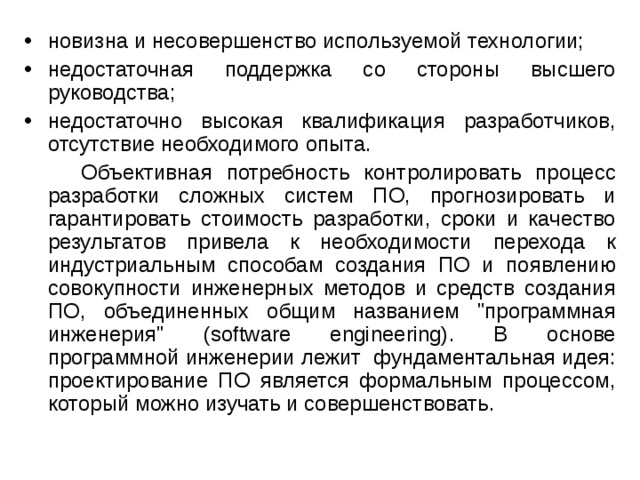 • новизна и несовершенство используемой технологии;
• недостаточная поддержка со стороны высшего
руководства;
• недостаточно высокая квалификация разработчиков,
отсутствие необходимого опыта.
Объективная потребность контролировать процесс
разработки сложных систем ПО, прогнозировать и
гарантировать стоимость разработки, сроки и качество
результатов привела к необходимости перехода к
индустриальным способам создания ПО и появлению
совокупности инженерных методов и средств создания
ПО, объединенных общим названием "программная
инженерия" (software engineering). В основе
программной инженерии лежит фундаментальная идея:
проектирование ПО является формальным процессом,
который можно изучать и совершенствовать.